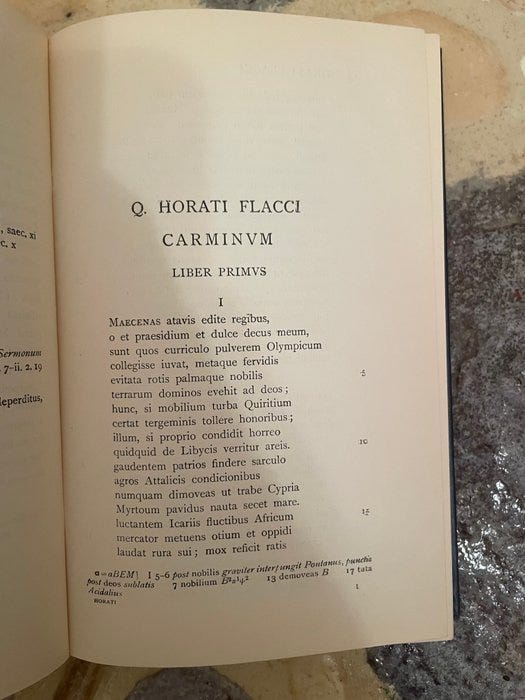 , saec. xi
c. x
Sermonum
7-ii. 2. 19
deperditus,
Q. HORATI FLACCI
CARMINVM
LIBER PRIMVS
I
MAECENAS atavis edite regibus,
o et praesidium et dulce decus meum,
sunt quos curriculo pulverem Olympicum
collegisse iuvat, metaque fervidis
evitata rotis palmaque nobilis 5
terrarum dominos evehit ad deos;
hunc, si mobilium turba Quiritium
certat tergeminis tollere honoribus;
illum, si proprio condidit horreo
quidquid de Libycis verritur areis. 10
gaudentem patrios findere sarculo
agros Attalicis condicionibus
numquam dimoveas ut trabe Cypria
Myrtoum pavidus nauta secet mare.
luctantem Icariis fluctibus Africum 15
mercator metuens otium et oppidi
laudat rura sui; mox reficit ratis
a = aBEM) I 5-6 post nobilis graviter interpungit Pontanus, punctis
post deos sublatis 7 nobilium 13 demoveas B 17 tuta
Acidalius
HORATI 1